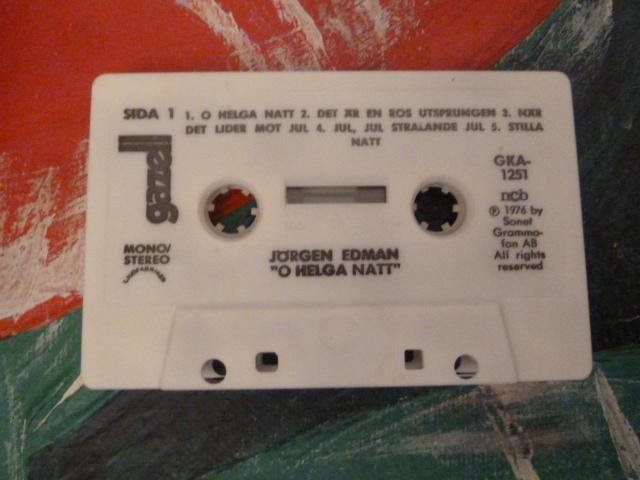 SIDA 1
1. O HELGA NATT 2. DET ÄR EN ROS UTSPRUNGEN 3. NÄR
DET LIDER MOT JUL 4. JUL, JUL STRALANDE JUL 5. STILLA
NATT
gazell
GKA-
1251
ncb
℗ 1976 by
Sonet
Grammo-
fon AB
All rights
reserved
MONO/
STEREO
JÖRGEN EDMAN
"O HELGA NATT"